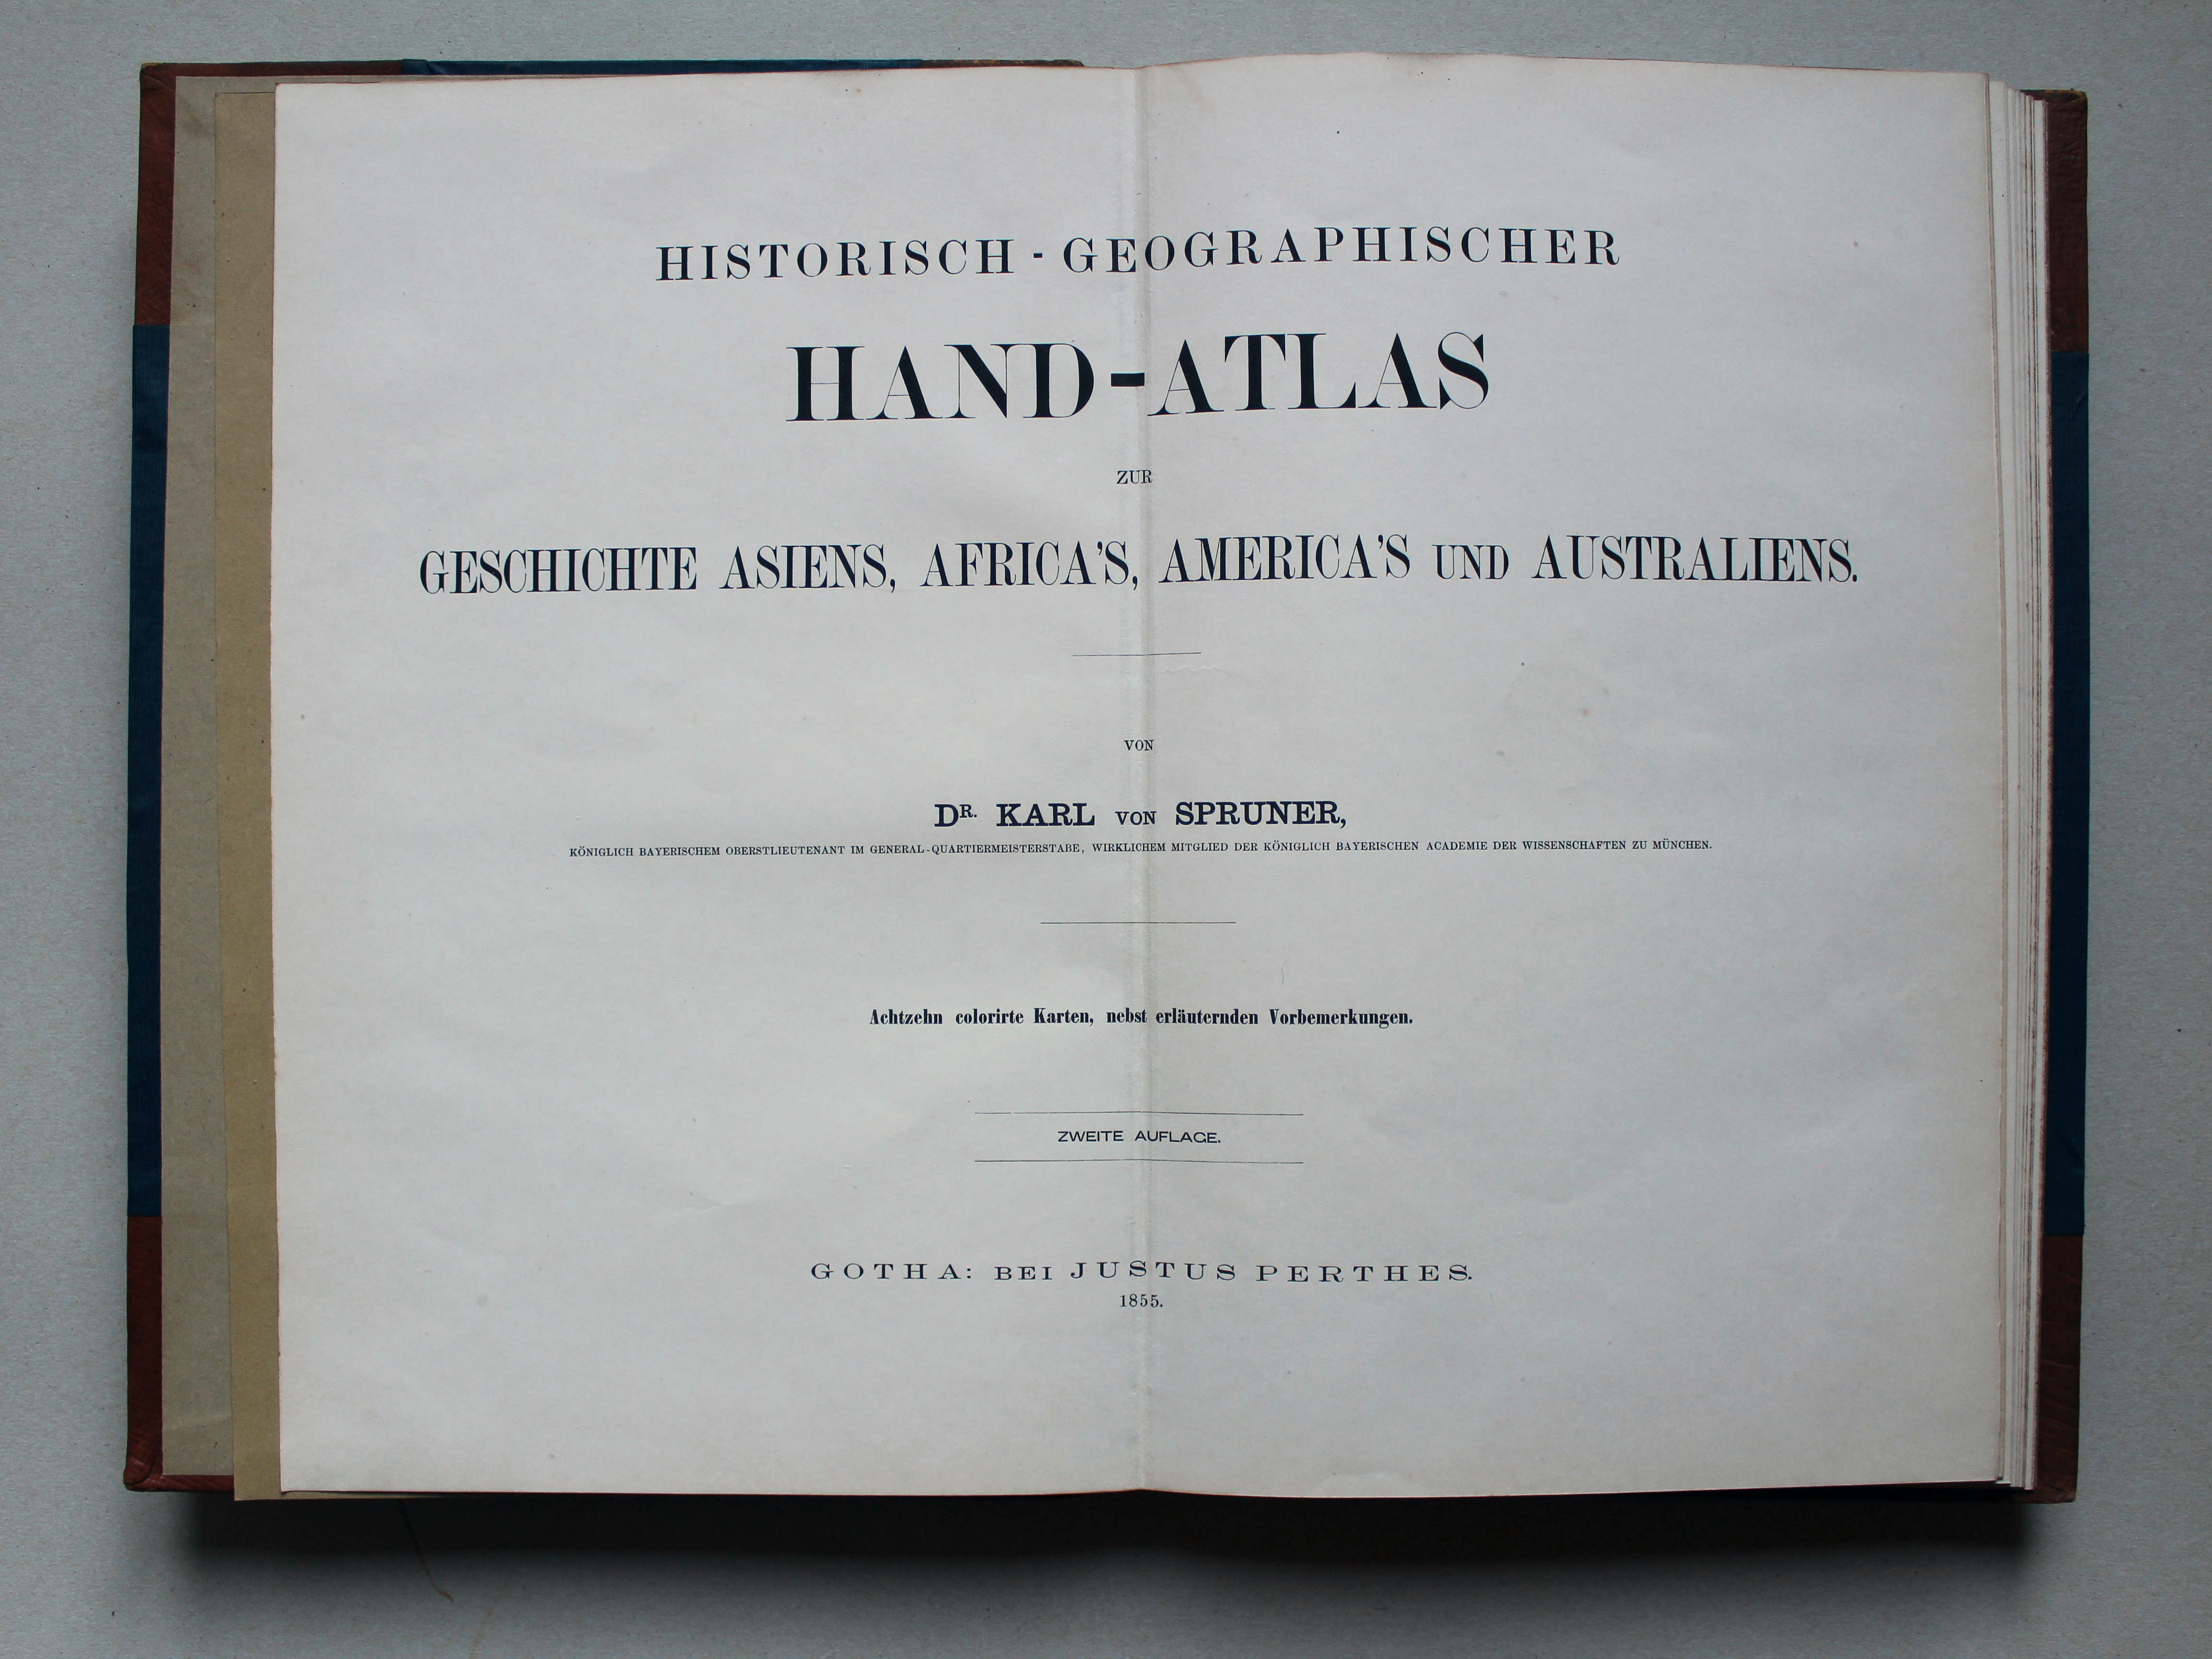 HISTORISCH - GEOGRAPHISCHER
HAND-ATLAS
ZUR
GESCHICHTE ASIENS, AFRICA'S, AMERICA'S UND AUSTRALIENS.
VON
DR. KARL VON SPRUNER,
KÖNIGLICH BAYERISCHEM OBERSTLIEUTENANT IM GENERAL-QUARTIERMEISTERSTABE, WIRKLICHEM MITGLIED DER KÖNIGLICH BAYERISCHEN ACADEMIE DER WISSENSCHAFTEN ZU MÜNCHEN.
Achtzehn colorirte Karten, nebst erläuternden Vorbemerkungen.
ZWEITE AUFLAGE.
GOTHA: BEI JUSTUS PERTHES.
1855.